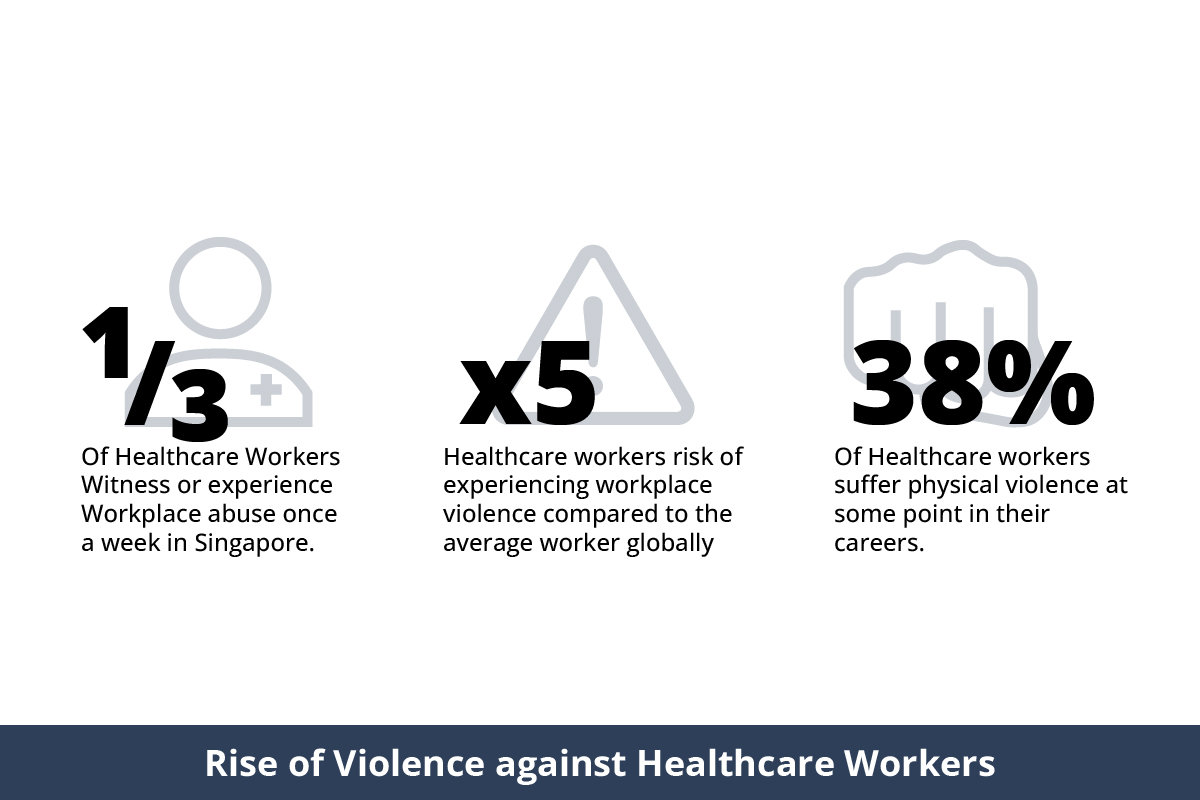 1/3
Of Healthcare Workers
Witness or experience
Workplace abuse once
a week in Singapore.
x5
Healthcare workers risk of
experiencing workplace
violence compared to the
average worker globally
38%
Of Healthcare workers
suffer physical violence at
some point in their
careers.
Rise of Violence against Healthcare Workers